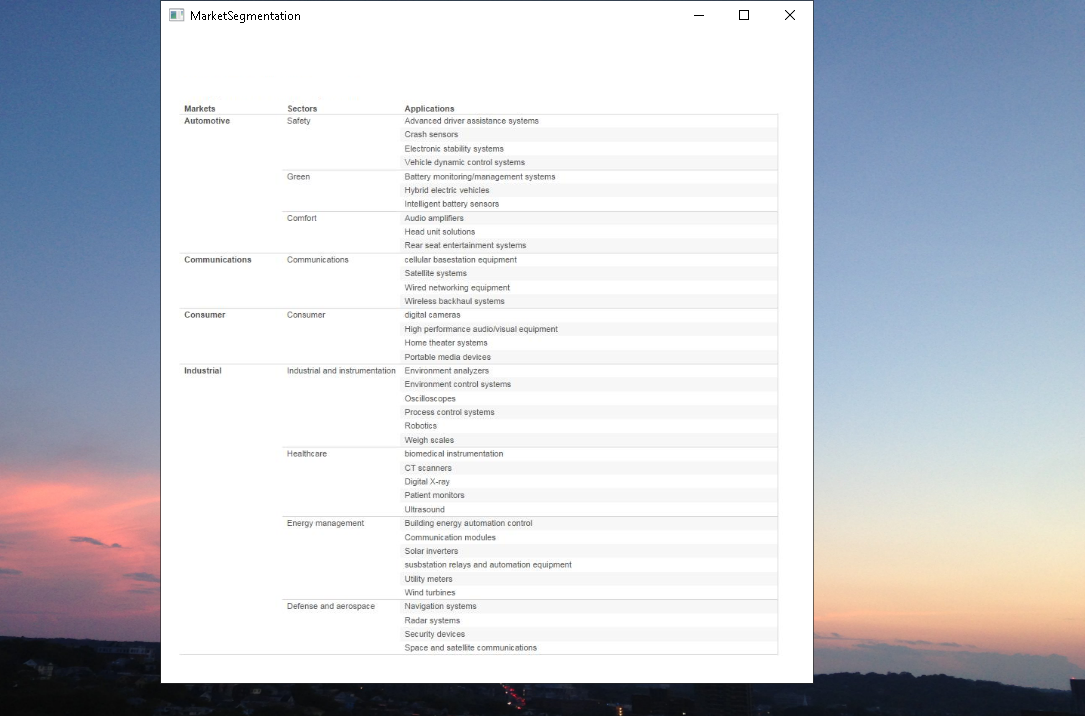 MarketSegmentation
Markets Sectors Applications
Automotive Safety Advanced driver assistance systems
Crash sensors
Electronic stability systems
Vehicle dynamic control systems
Green Battery monitoring/management systems
Hybrid electric vehicles
Intelligent battery sensors
Comfort Audio amplifiers
Head unit solutions
Rear seat entertainment systems
Communications Communications cellular basestation equipment
Satellite systems
Wired networking equipment
Wireless backhaul systems
Consumer Consumer digital cameras
High performance audio/visual equipment
Home theater systems
Portable media devices
Industrial Industrial and instrumentation Environment analyzers
Environment control systems
Oscilloscopes
Process control systems
Robotics
Weigh scales
Healthcare biomedical instrumentation
CT scanners
Digital X-ray
Patient monitors
Ultrasound
Energy management Building energy automation control
Communication modules
Solar inverters
susbstation relays and automation equipment
Utility meters
Wind turbines
Defense and aerospace Navigation systems
Radar systems
Security devices
Space and satellite communications